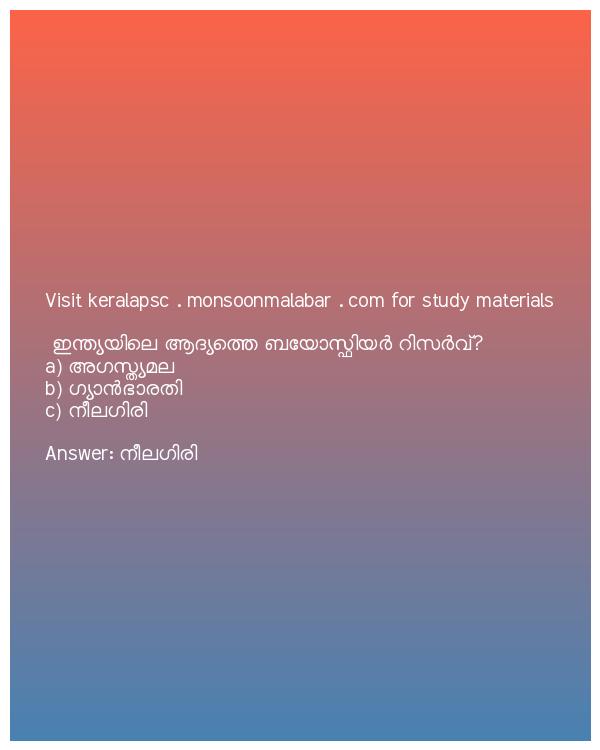 Visit keralapsc . monsoonmalabar . com for study materials
ഇന്ത്യയിലെ ആദ്യത്തെ ബയോസ്ഫിയർ റിസർവ്?
a) അഗസ്ത്യമല
b) ഗ്യാൻഭാരതി
c) നീലഗിരി
Answer: നീലഗിരി